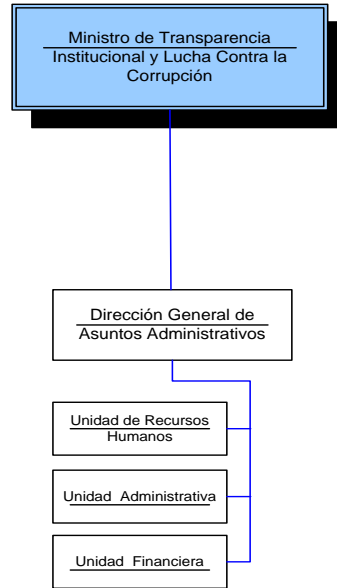 Ministro de Transparencia
Institucional y Lucha Contra la
Corrupción
Dirección General de
Asuntos Administrativos
Unidad de Recursos
Humanos
Unidad Administrativa
Unidad Financiera